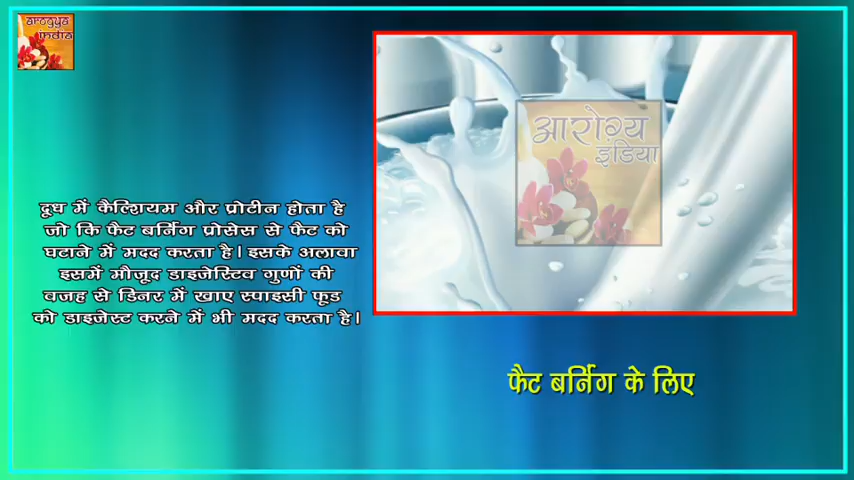 आरोग्य
इंडिया
दूध में कैल्शियम और प्रोटीन होता है
जो कि फैट बर्निंग प्रोसेस से फैट को
घटाने में मदद करता है। इसके अलावा
इसमें मौजूद डाइजेस्टिव गुणों की
वजह से डिनर में खाए स्पाइसी फूड
को डाइजेस्ट करने में भी मदद करता है।
आरोग्य
इंडिया
फैट बर्निंग के लिए